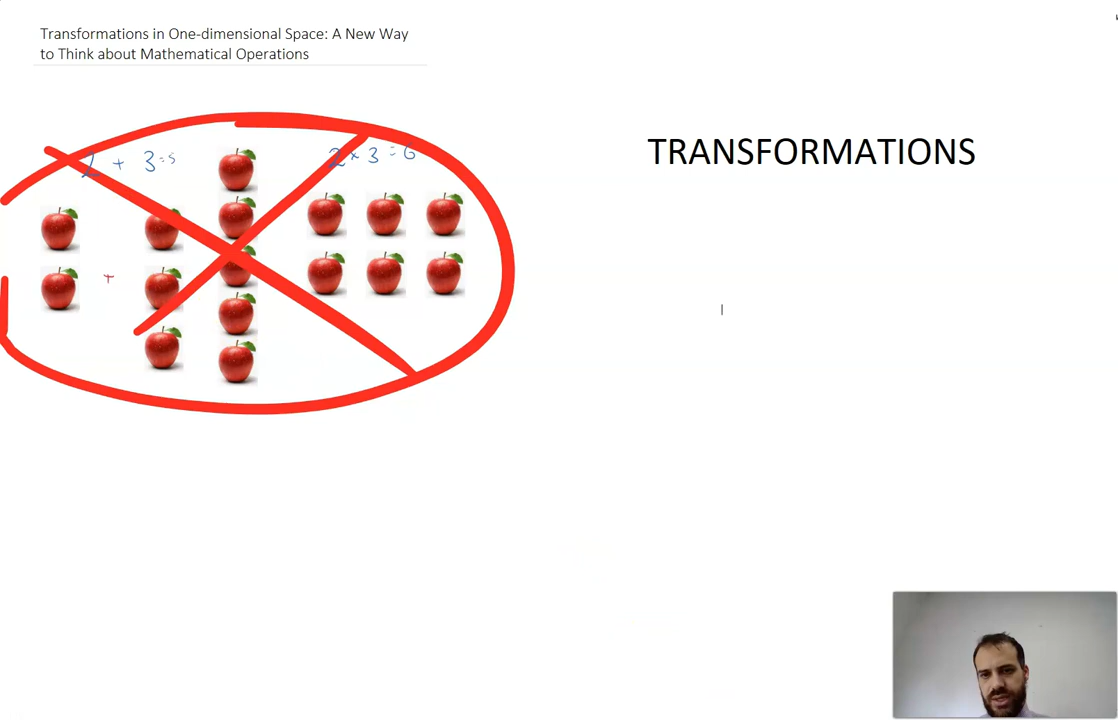 Transformations in One-dimensional Space: A New Way
to Think about Mathematical Operations
TRANSFORMATIONS
2 + 3 = 5
2 × 3 = 6
+